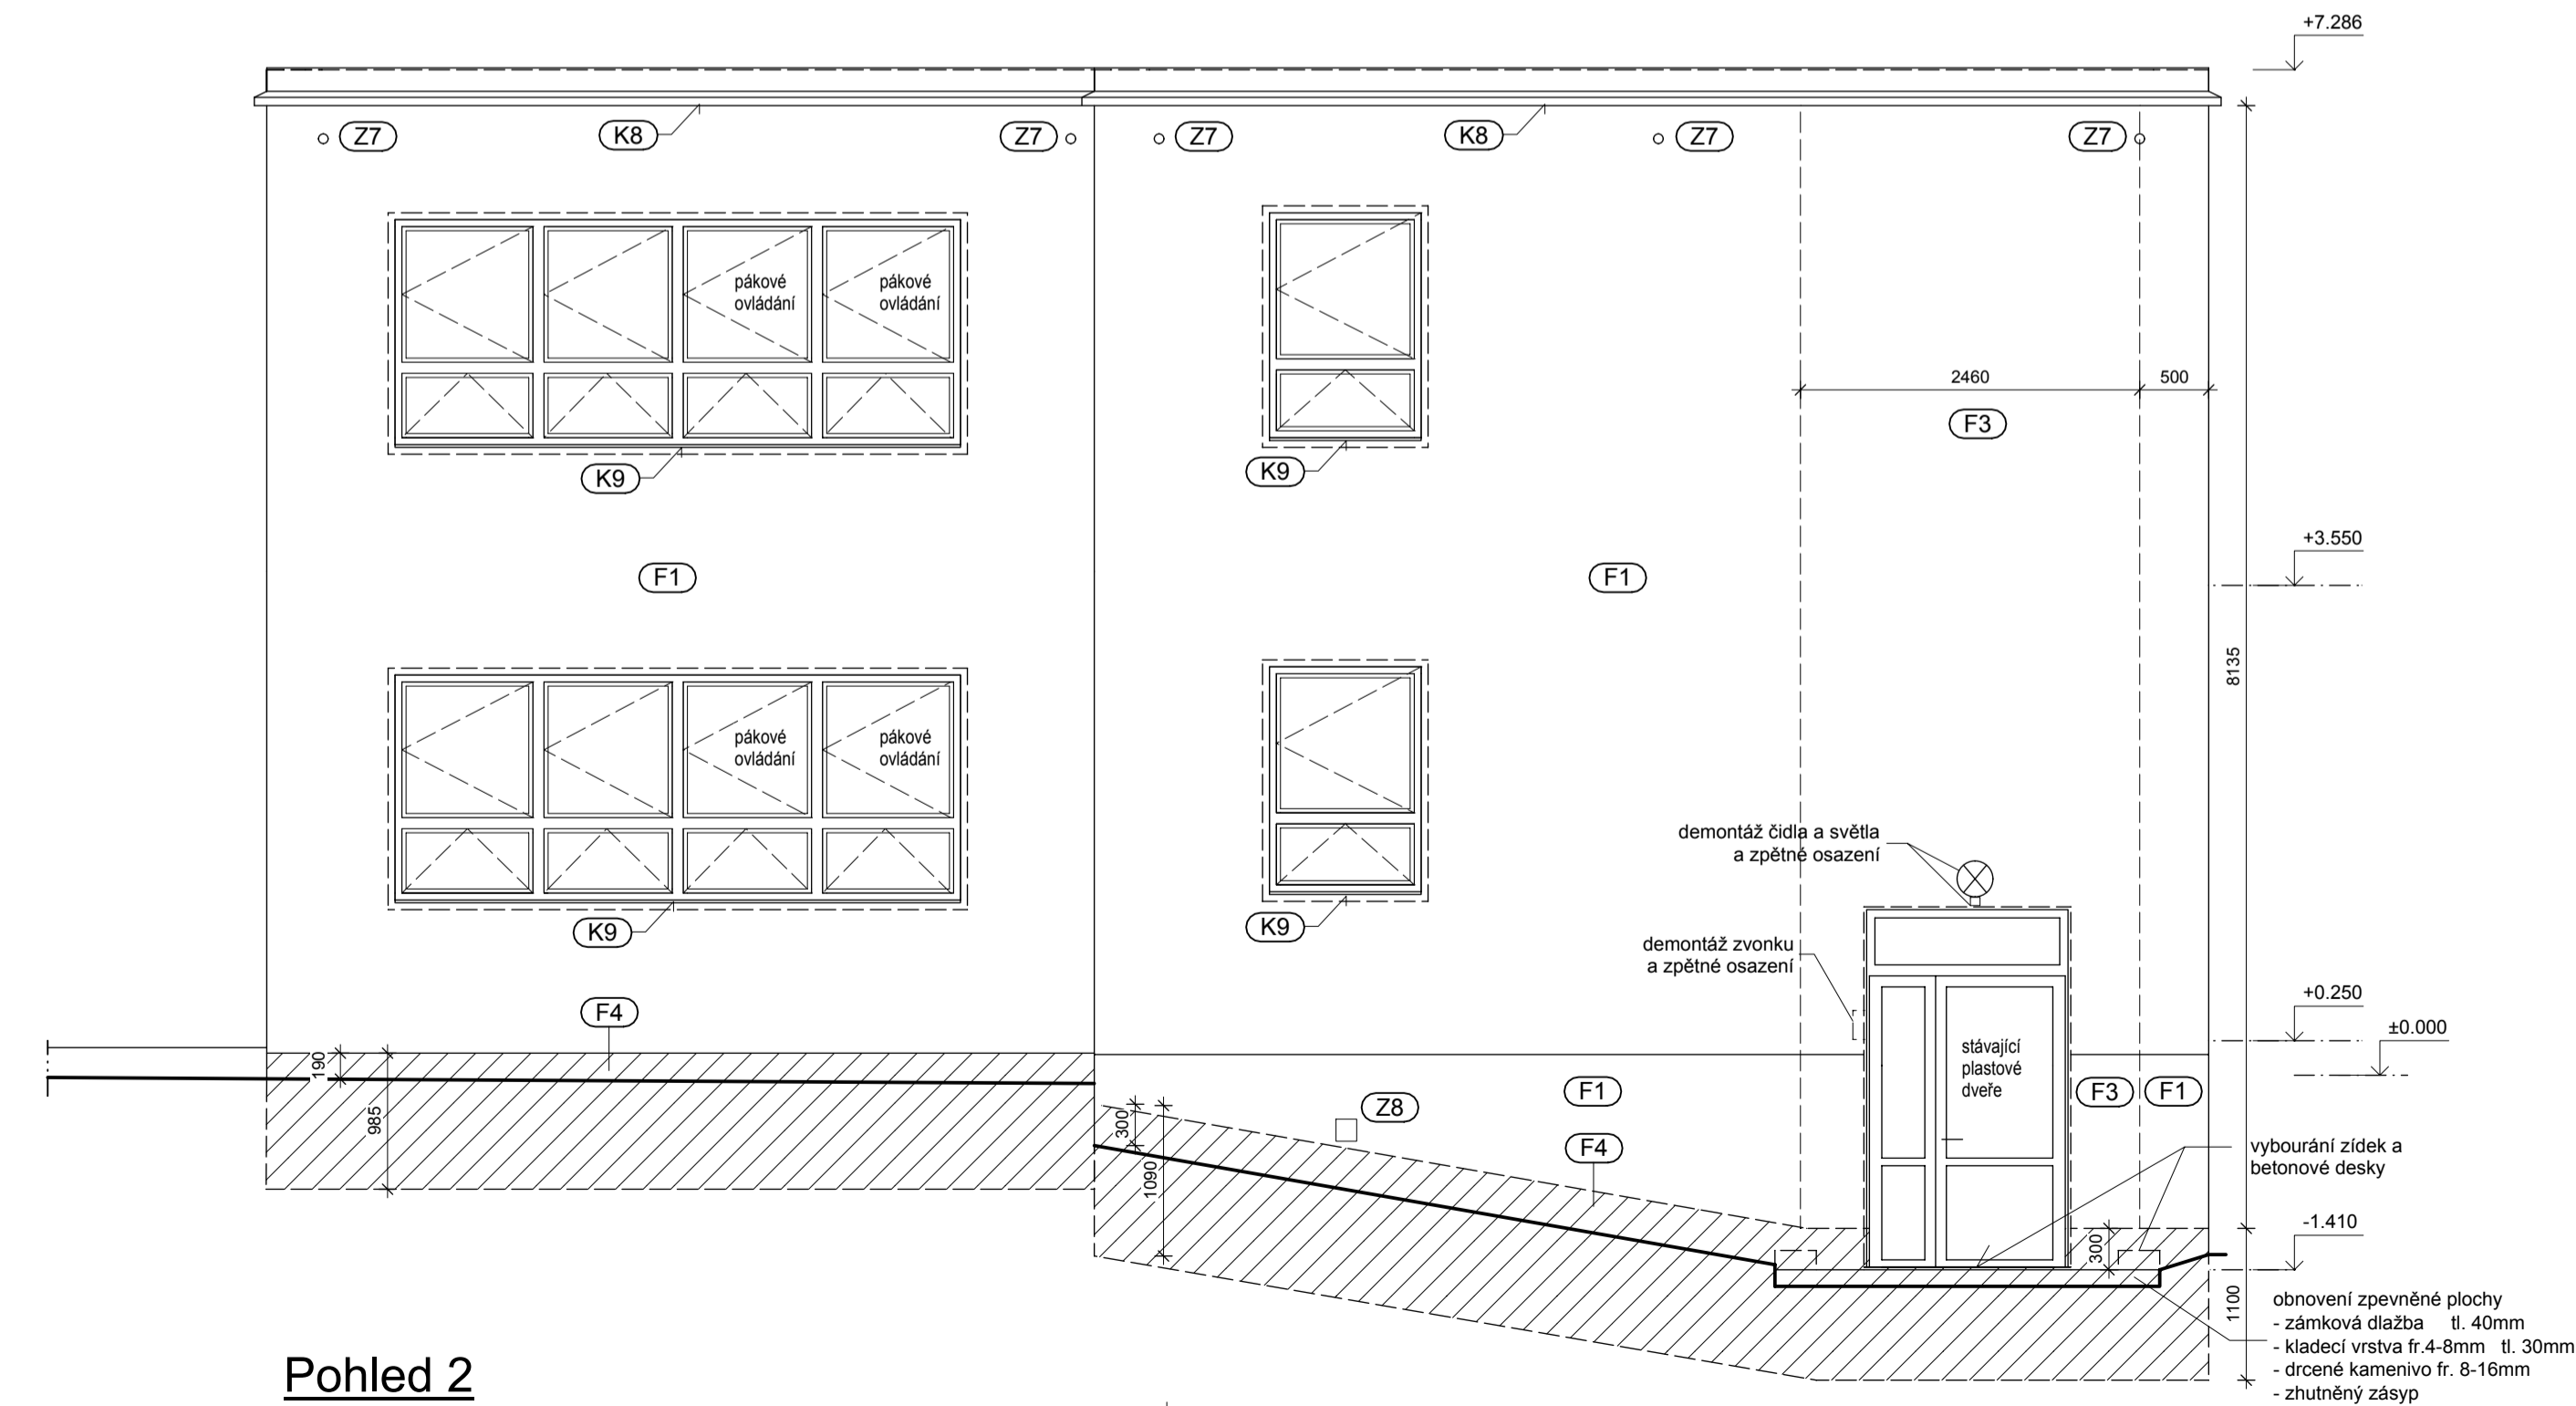 +7.286
Z7
K8
Z7
Z7
K8
Z7
Z7
pákové
ovládání
pákové
ovládání
2460
500
F3
K9
K9
+3.550
F1
F1
8135
pákové
ovládání
pákové
ovládání
demontáž čidla a světla
a zpětné osazení
K9
K9
demontáž zvonku
a zpětné osazení
+0.250
F4
±0.000
stávající
plastové
dveře
190
985
300
1090
Z8
F1
F3
F1
F4
vybourání zídek a
betonové desky
-1.410
300
1100
obnovení zpevněné plochy
- zámková dlažba tl. 40mm
- kladecí vrstva fr.4-8mm tl. 30mm
- drcené kamenivo fr. 8-16mm
- zhutněný zásyp
Pohled 2